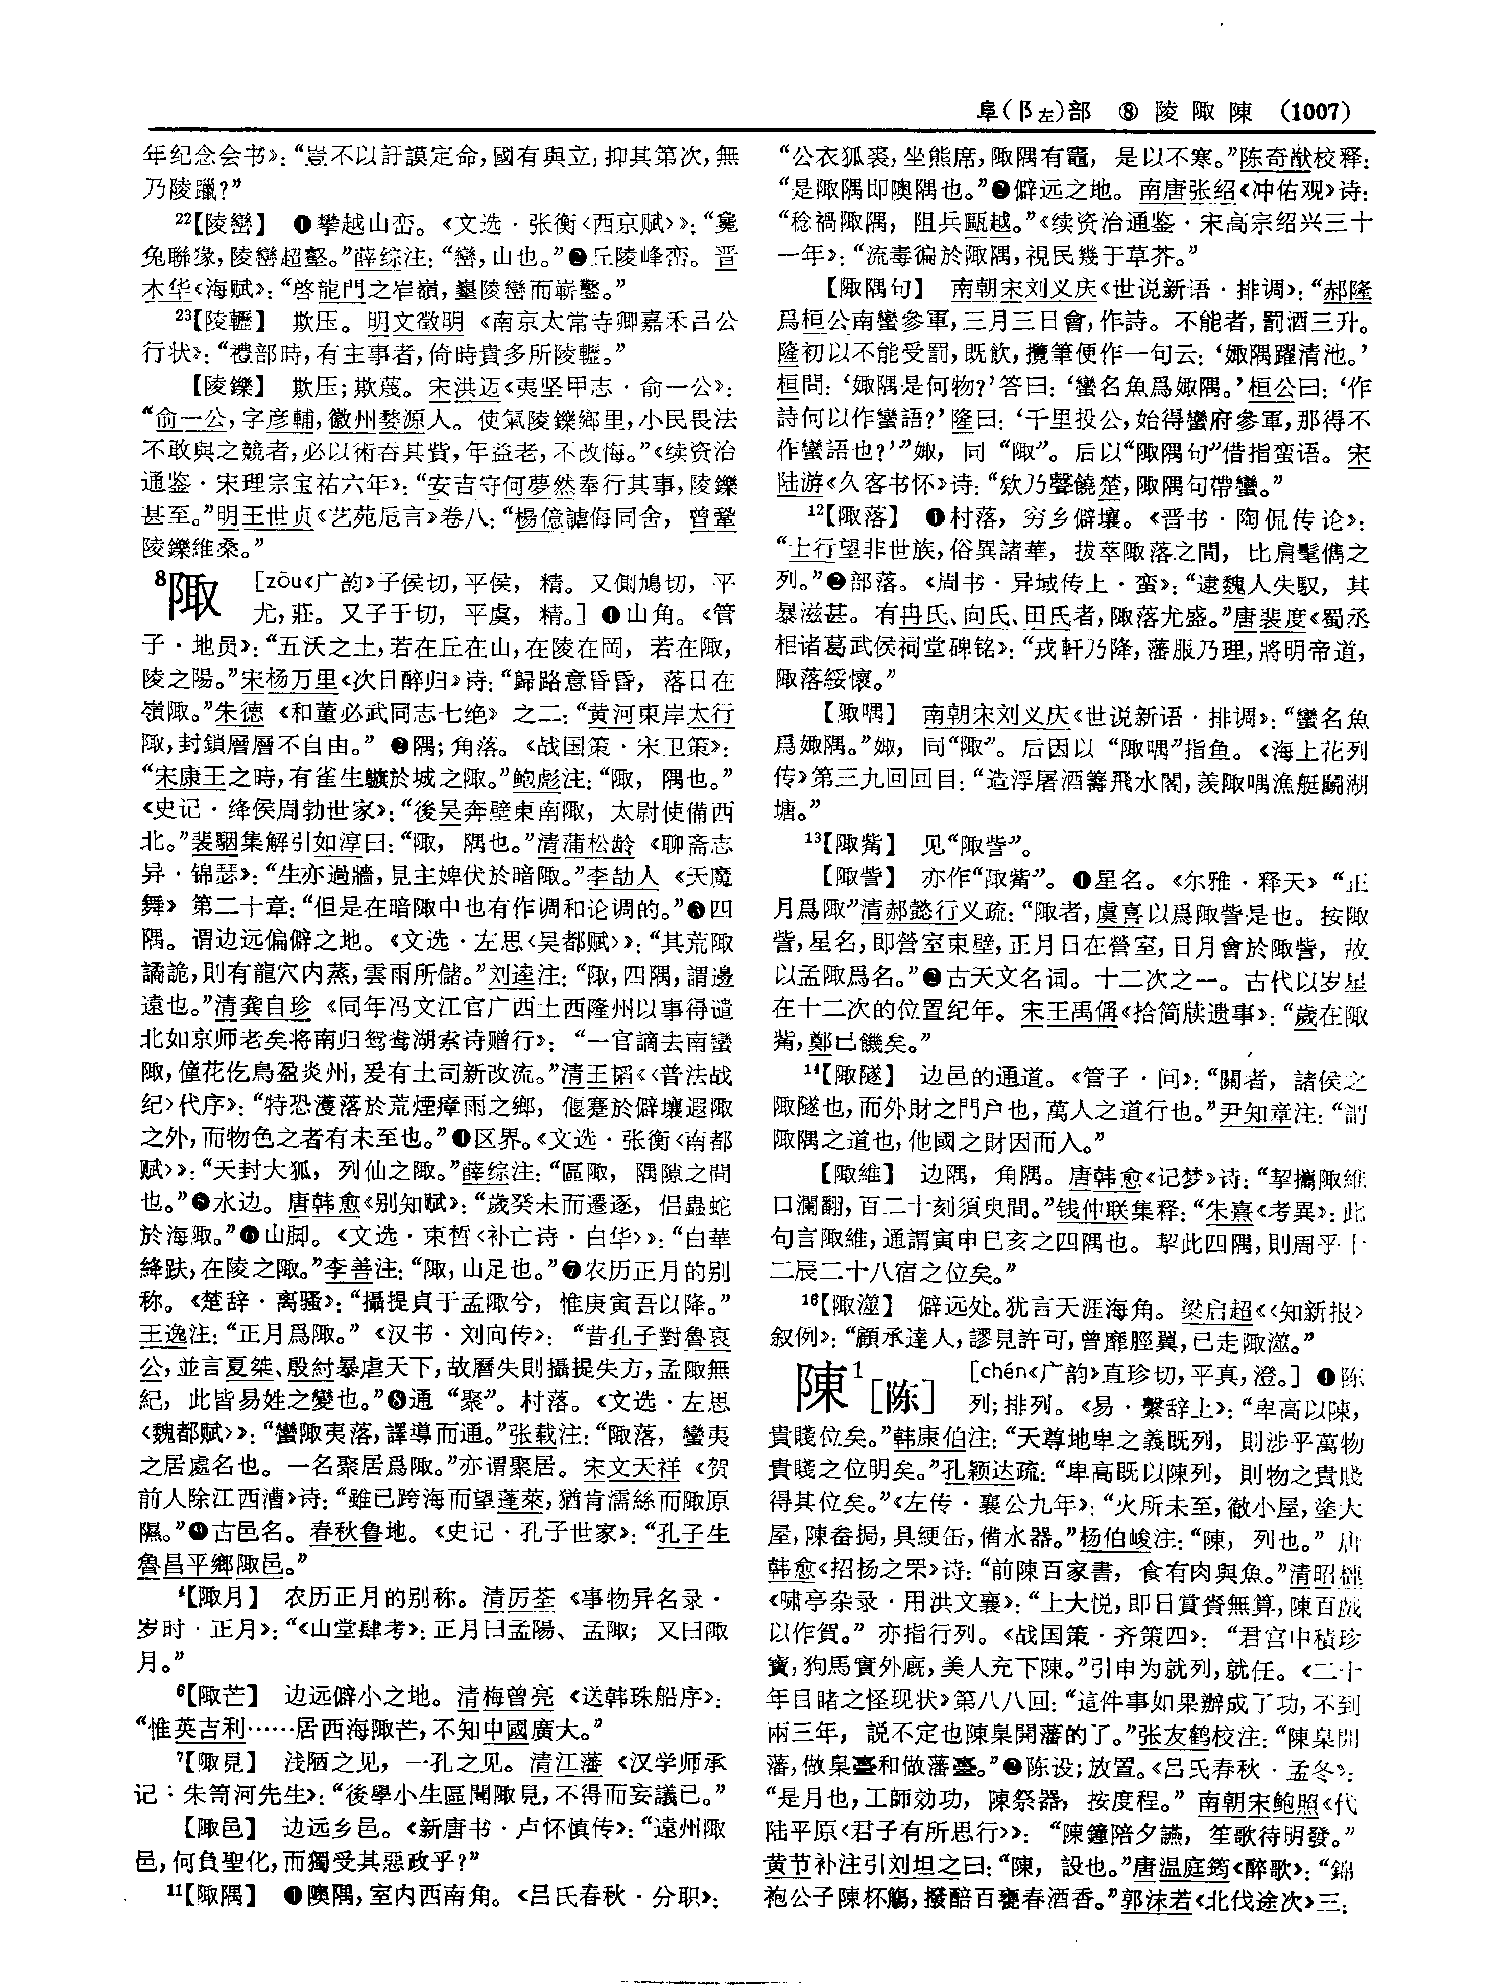 阜(阝左)部 ⑧ 陵 陬 陳 (1007)
年纪念会书》：“豈不以訏謨定命，國有與立，抑其第次，無
乃陵躐？”
22【陵巒】 ❶攀越山峦。《文选·张衡〈西京赋〉》：“毚
兔聯猭，陵巒超壑。”薛综注：“巒，山也。”❷丘陵峰峦。晋
木华《海赋》：“啓龍門之岝嶺，墾陵巒而嶄鑿。”
23【陵轣】 欺压。明文徵明《南京太常寺卿嘉禾吕公
行状》：“禮部時，有主事者，倚時貴多所陵轣。”
【陵鑠】 欺压；欺蔑。宋洪迈《夷坚甲志·俞一公》：
“俞一公，字彦輔，徽州婺源人。使氣陵鑠鄉里，小民畏法
不敢與之競者，必以術吞其貲，年益老，不改悔。”《续资治
通鉴·宋理宗宝祐六年》：“安吉守何夢然奉行其事，陵鑠
甚至。”明王世贞《艺苑卮言》卷八：“楊億謔侮同舍，曾鞏
陵鑠維桑。”
8陬 [zōu《广韵》子侯切，平侯，精。又側鳩切，平
尤，莊。又子于切，平虞，精。]❶山角。《管
子·地员》：“五沃之土，若在丘在山，在陵在岡，若在陬，
陵之陽。”宋杨万里《次日醉归》诗：“歸路意昏昏，落日在
嶺陬。”朱德《和董必武同志七绝》之二：“黄河東岸太行
陬，封鎖層層不自由。”❷隅；角落。《战国策·宋卫策》：
“宋康王之時，有雀生鸇於城之陬。”鲍彪注：“陬，隅也。”
《史记·绛侯周勃世家》：“後吴奔壁東南陬，太尉使備西
北。”裴駰集解引如淳曰：“陬，隅也。”清蒲松龄《聊斋志
异·锦瑟》：“生亦過牆，見主婢伏於暗陬。”李劼人《天魔
舞》第二十章：“但是在暗陬中也有作调和论调的。”❸四
隅。谓边远偏僻之地。《文选·左思〈吴都赋〉》：“其荒陬
譎詭，則有龍穴内蒸，雲雨所儲。”刘逵注：“陬，四隅，謂邊
遠也。”清龚自珍《同年冯文江官广西土西隆州以事得谴
北如京师老矣将南归鸳鸯湖索诗赠行》：“一官謫去南蠻
陬，僮花仡鳥盈炎州，爰有土司新改流。”清王韬《〈普法战
纪〉代序》：“特恐濩落於荒煙瘴雨之鄉，偃蹇於僻壤遐陬
之外，而物色之者有未至也。”❹区界。《文选·张衡〈南都
赋〉》：“天封大狐，列仙之陬。”薛综注：“區陬，隅隙之間
也。”❺水边。唐韩愈《别知赋》：“歲癸未而遷逐，侣蟲蛇
於海陬。”❻山脚。《文选·束晳〈补亡诗·白华〉》：“白華
絳趺，在陵之陬。”李善注：“陬，山足也。”❼农历正月的别
称。《楚辞·离骚》：“攝提貞于孟陬兮，惟庚寅吾以降。”
王逸注：“正月爲陬。”《汉书·刘向传》：“昔孔子對魯哀
公，並言夏桀、殷紂暴虐天下，故曆失則攝提失方，孟陬無
紀，此皆易姓之變也。”❽通“聚”。村落。《文选·左思
〈魏都赋〉》：“蠻陬夷落，譯導而通。”张载注：“陬落，蠻夷
之居處名也。一名聚居爲陬。”亦谓聚居。宋文天祥《贺
前人除江西漕》诗：“雖已跨海而望蓬萊，猶肯濡絲而陬原
隰。”❾古邑名。春秋鲁地。《史记·孔子世家》：“孔子生
魯昌平鄉陬邑。”
4【陬月】 农历正月的别称。清厉荃《事物异名录·
岁时·正月》：“《山堂肆考》：正月曰孟陽、孟陬；又曰陬
月。”
6【陬芒】 边远僻小之地。清梅曾亮《送韩珠船序》：
“惟英吉利……居西海陬芒，不知中國廣大。”
7【陬見】 浅陋之见，一孔之见。清江藩《汉学师承
记：朱笥河先生》：“後學小生區聞陬見，不得而妄議已。”
【陬邑】 边远乡邑。《新唐书·卢怀慎传》：“遠州陬
邑，何負聖化，而獨受其惡政乎？”
11【陬隅】 ❶隩隅，室内西南角。《吕氏春秋·分职》：
“公衣狐裘，坐熊席，陬隅有竈，是以不寒。”陈奇猷校释：
“是陬隅即隩隅也。”❷僻远之地。南唐张绍《冲佑观》诗：
“稔禍陬隅，阻兵甌越。”《续资治通鉴·宋高宗绍兴三十
一年》：“流毒徧於陬隅，視民幾于草芥。”
【陬隅句】 南朝宋刘义庆《世说新语·排调》：“郝隆
爲桓公南蠻參軍，三月三日會，作詩。不能者，罰酒三升。
隆初以不能受罰，既飲，攬筆便作一句云：‘娵隅躍清池。’
桓問：‘娵隅是何物？’答曰：‘蠻名魚爲娵隅。’桓公曰：‘作
詩何以作蠻語？’隆曰：‘千里投公，始得蠻府參軍，那得不
作蠻語也？’”娵，同“陬”。后以“陬隅句”借指蛮语。宋
陆游《久客书怀》诗：“欸乃聲饒楚，陬隅句帶蠻。”
12【陬落】 ❶村落，穷乡僻壤。《晋书·陶侃传论》：
“士行望非世族，俗異諸華，拔萃陬落之間，比肩髦儁之
列。”❷部落。《周书·异域传上·蛮》：“逮魏人失馭，其
暴滋甚。有冉氏、向氏、田氏者，陬落尤盛。”唐裴度《蜀丞
相诸葛武侯祠堂碑铭》：“戎軒乃降，藩服乃理，將明帝道，
陬落綏懷。”
【陬喁】 南朝宋刘义庆《世说新语·排调》：“蠻名魚
爲娵隅。”娵，同“陬”。后因以“陬喁”指鱼。《海上花列
传》第三九回回目：“造浮屠酒籌飛水閣，羨陬喁漁艇鬭湖
塘。”
13【陬觜】 见“陬訾”。
【陬訾】 亦作“陬觜”。❶星名。《尔雅·释天》“正
月爲陬”清郝懿行义疏：“陬者，虞喜以爲陬訾是也。按陬
訾，星名，即營室東壁，正月日在營室，日月會於陬訾，故
以孟陬爲名。”❷古天文名词。十二次之一。古代以岁星
在十二次的位置纪年。宋王禹偁《拾简牍遗事》：“歲在陬
觜，鄭已饑矣。”
14【陬隧】 边邑的通道。《管子·问》：“關者，諸侯之
陬隧也，而外財之門户也，萬人之道行也。”尹知章注：“謂
陬隅之道也，他國之財因而入。”
【陬維】 边隅，角隅。唐韩愈《记梦》诗：“挈攜陬維
口瀾翻，百二十刻須臾間。”钱仲联集释：“朱熹《考異》：此
句言陬維，通謂寅申巳亥之四隅也。挈此四隅，則周乎十
二辰二十八宿之位矣。”
16【陬澨】 僻远处。犹言天涯海角。梁启超《〈知新报〉
叙例》：“顧承達人，謬見許可，曾靡脛翼，已走陬澨。”
陳1[陈] [chén《广韵》直珍切，平真，澄。]❶陈
列；排列。《易·繫辞上》：“卑高以陳，
貴賤位矣。”韩康伯注：“天尊地卑之義既列，則涉乎萬物
貴賤之位明矣。”孔颖达疏：“卑高既以陳列，則物之貴賤
得其位矣。”《左传·襄公九年》：“火所未至，徹小屋，塗大
屋，陳畚挶，具綆缶，備水器。”杨伯峻注：“陳，列也。”唐
韩愈《招扬之罘》诗：“前陳百家書，食有肉與魚。”清昭槤
《啸亭杂录·用洪文襄》：“上大悦，即日賞賚無算，陳百戲
以作賀。”亦指行列。《战国策·齐策四》：“君宫中積珍
寳，狗馬實外廄，美人充下陳。”引申为就列，就任。《二十
年目睹之怪现状》第八八回：“這件事如果辦成了功，不到
兩三年，説不定也陳臬開藩的了。”张友鹤校注：“陳臬開
藩，做臬臺和做藩臺。”❷陈设；放置。《吕氏春秋·孟冬》：
“是月也，工師効功，陳祭器，按度程。”南朝宋鲍照《代
陆平原〈君子有所思行〉》：“陳鐘陪夕讌，笙歌待明發。”
黄节补注引刘坦之曰：“陳，設也。”唐温庭筠《醉歌》：“錦
袍公子陳杯觴，撥醅百甕春酒香。”郭沫若《北伐途次》三：